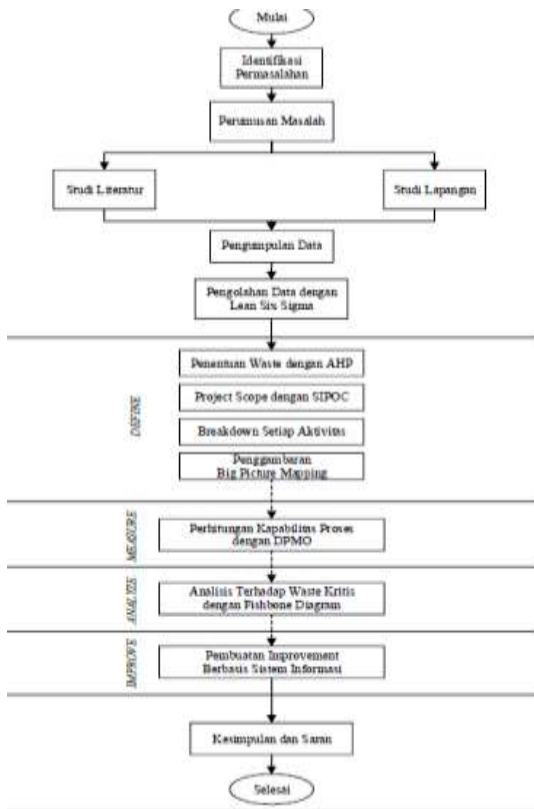 Mulai
Identifikasi
Permasalahan
Perumusan Masalah
Studi Literatur
Studi Lapangan
Pengumpulan Data
Pengolahan Data dengan
Lean Six Sigma
DEFINE
Penentuan Waste dengan AHP
Project Scope dengan SIPOC
Breakdown Setiap Aktivitas
Penggambaran
Big Picture Mapping
MEASURE
Perhitungan Kapabilitas Proses
dengan DPMO
ANALYZE
Analisis Terhadap Waste Kritis
dengan Fishbone Diagram
IMPROVE
Pembuatan Improvement
Berbasis Sistem Informasi
Kesimpulan dan Saran
Selesai